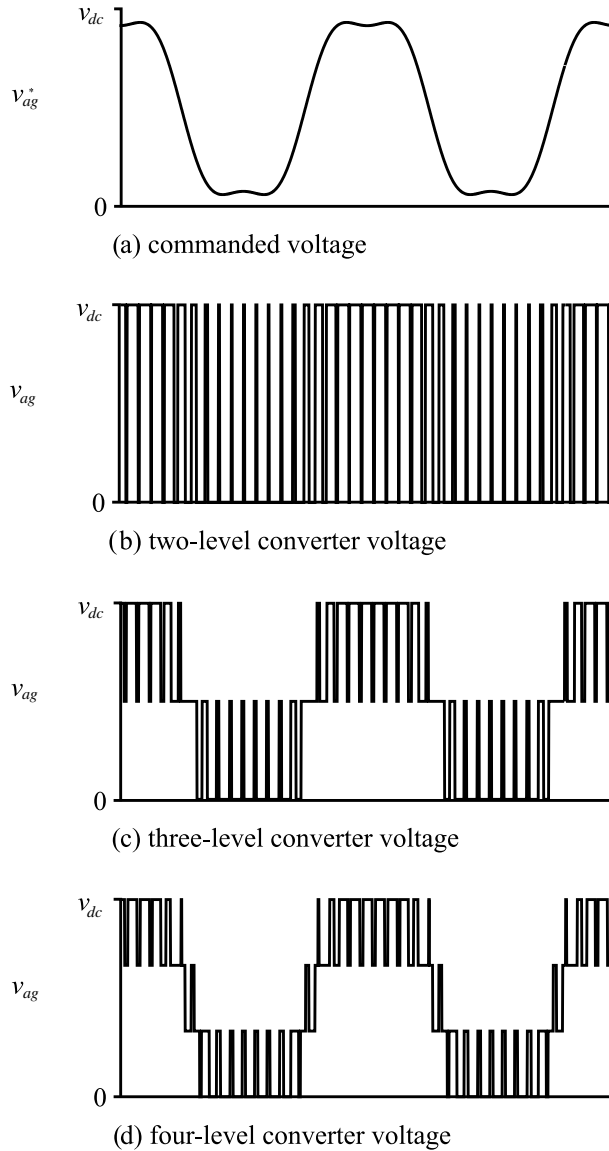 v_dc
v*_ag
0
(a) commanded voltage
v_dc
v_ag
0
(b) two-level converter voltage
v_dc
v_ag
0
(c) three-level converter voltage
v_dc
v_ag
0
(d) four-level converter voltage